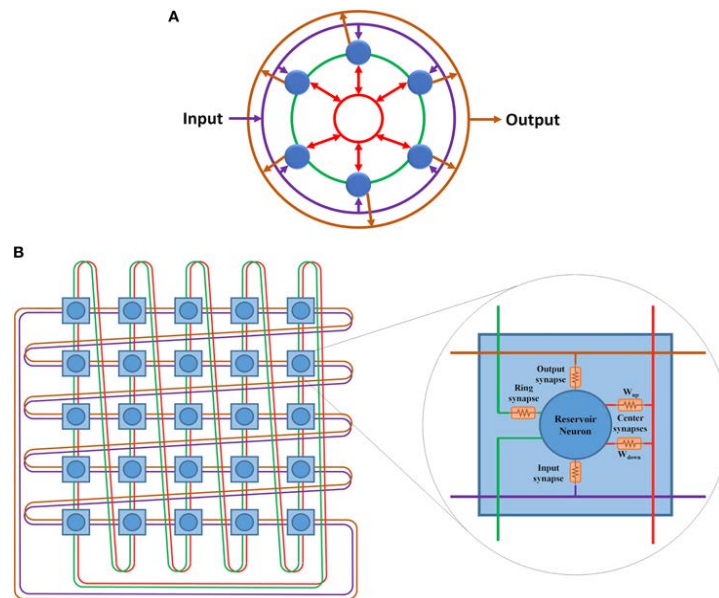 A
Input
Output
B
Output
synapse
Ring
synapse
W_up
Center
synapses
Reservoir
Neuron
W_down
Input
synapse